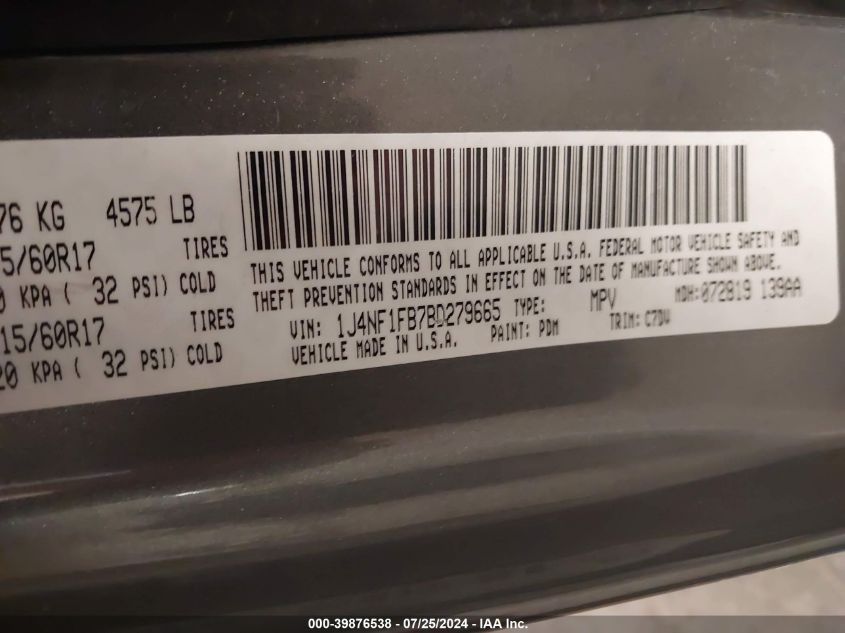 76 KG 4575 LB
5/60R17 TIRES
0 KPA ( 32 PSI) COLD
15/60R17 TIRES
20 KPA ( 32 PSI) COLD
THIS VEHICLE CONFORMS TO ALL APPLICABLE U.S.A. FEDERAL MOTOR VEHICLE SAFETY AND
THEFT PREVENTION STANDARDS IN EFFECT ON THE DATE OF MANUFACTURE SHOWN ABOVE.
VIN: 1J4NF1FB7BD279665 TYPE: MPV MDH:072819 139AA
VEHICLE MADE IN U.S.A. PAINT: PDM TRIM: C7DV
000-39876538 - 07/25/2024 - IAA Inc.